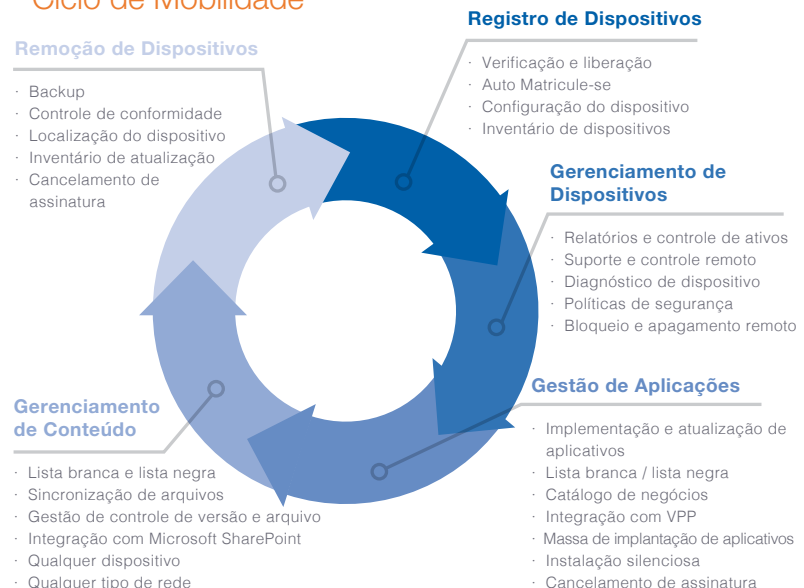 Ciclo de Mobilidade
Registro de Dispositivos
· Verificação e liberação
· Auto Matricule-se
· Configuração do dispositivo
· Inventário de dispositivos
Gerenciamento de
Dispositivos
· Relatórios e controle de ativos
· Suporte e controle remoto
· Diagnóstico de dispositivo
· Políticas de segurança
· Bloqueio e apagamento remoto
Gestão de Aplicações
· Implementação e atualização de
aplicativos
· Lista branca / lista negra
· Catálogo de negócios
· Integração com VPP
· Massa de implantação de aplicativos
· Instalação silenciosa
· Cancelamento de assinatura
Gerenciamento
de Conteúdo
· Lista branca e lista negra
· Sincronização de arquivos
· Gestão de controle de versão e arquivo
· Integração com Microsoft SharePoint
· Qualquer dispositivo
· Qualquer tipo de rede
Remoção de Dispositivos
· Backup
· Controle de conformidade
· Localização do dispositivo
· Inventário de atualização
· Cancelamento de
assinatura